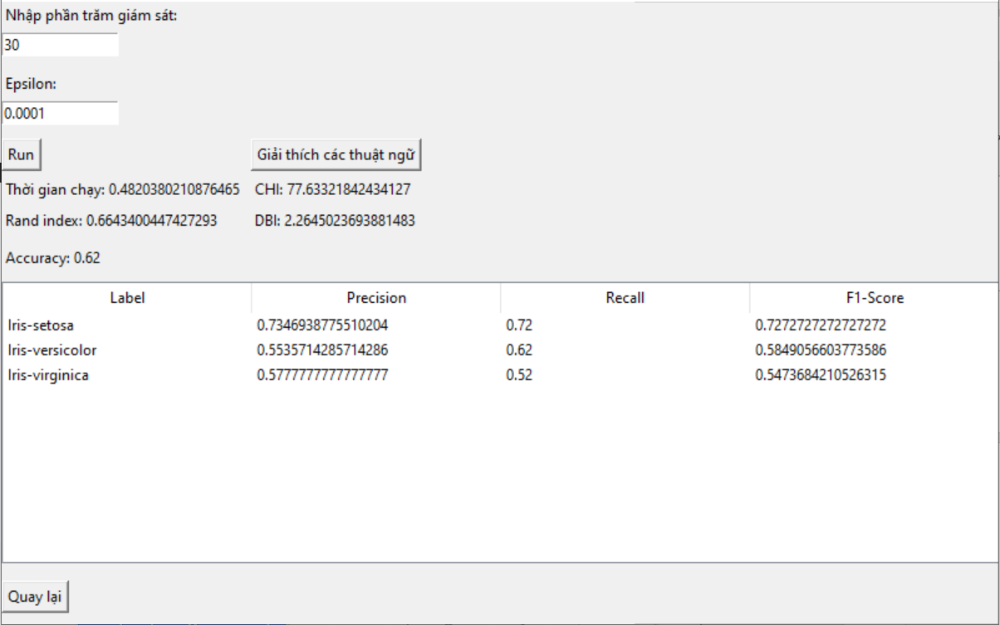 Nhập phần trăm giám sát:
30
Epsilon:
0.0001
Run Giải thích các thuật ngữ
Thời gian chạy: 0.4820380210876465 CHI: 77.63321842434127
Rand index: 0.6643400447427293 DBI: 2.2645023693881483
Accuracy: 0.62
Label Precision Recall F1-Score
Iris-setosa 0.7346938775510204 0.72 0.7272727272727272
Iris-versicolor 0.5535714285714286 0.62 0.5849056603773586
Iris-virginica 0.5777777777777777 0.52 0.5473684210526315
Quay lại